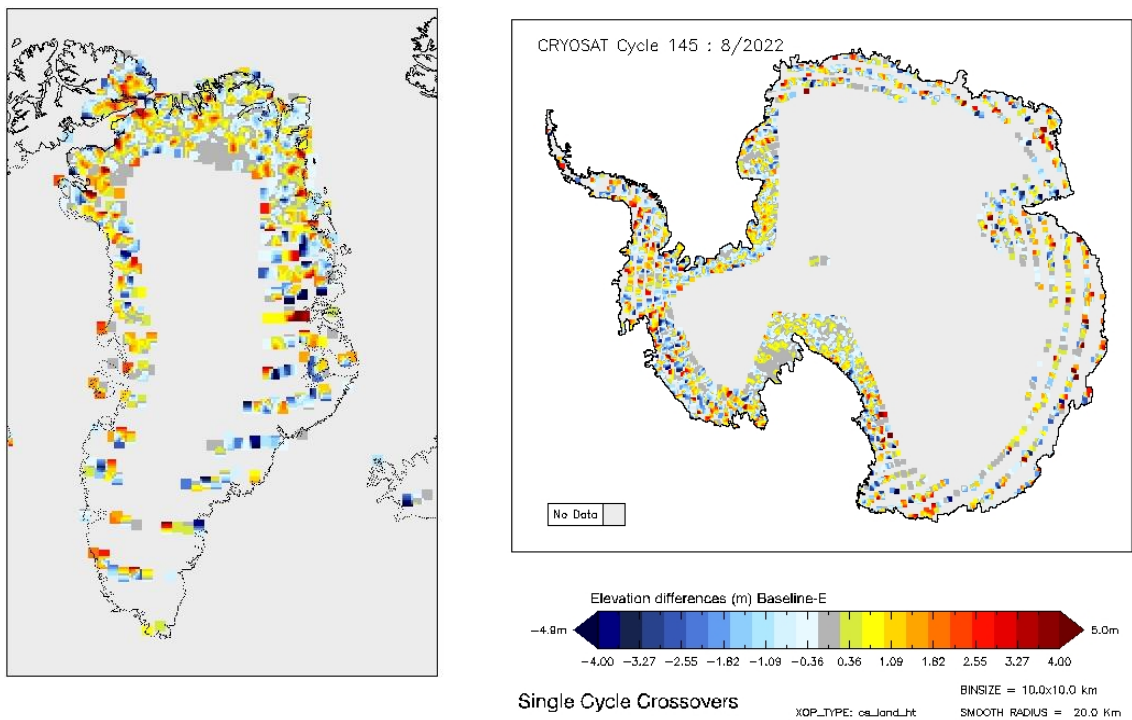 CRYOSAT Cycle 145 : 8/2022
No Data
Elevation differences (m) Baseline-E
-4.9m 5.0m
-4.00 -3.27 -2.55 -1.82 -1.09 -0.36 0.36 1.09 1.82 2.55 3.27 4.00
Single Cycle Crossovers
BINSIZE = 10.0x10.0 km
XOP_TYPE: cs_land_ht SMOOTH RADIUS = 20.0 Km